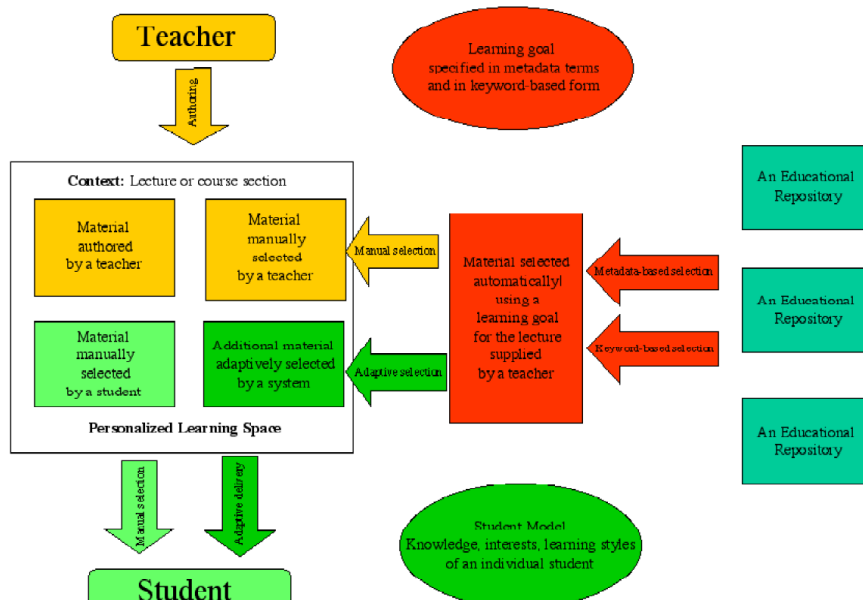 Teacher
Learning goal
specified in metadata terms
and in keyword-based form
Authoring
Context: Lecture or course section
Material
authored
by a teacher
Material
manually
selected
by a teacher
Manual selection
Material selected
automatically
using a
learning goal
for the lecture
supplied
by a teacher
Metadata-based selection
Keyword-based selection
An Educational
Repository
An Educational
Repository
An Educational
Repository
Material
manually
selected
by a student
Additional material
adaptively selected
by a system
Adaptive selection
Personalized Learning Space
Manual selection
Adaptive delivery
Student Model
Knowledge, interests, learning styles
of an individual student
Student